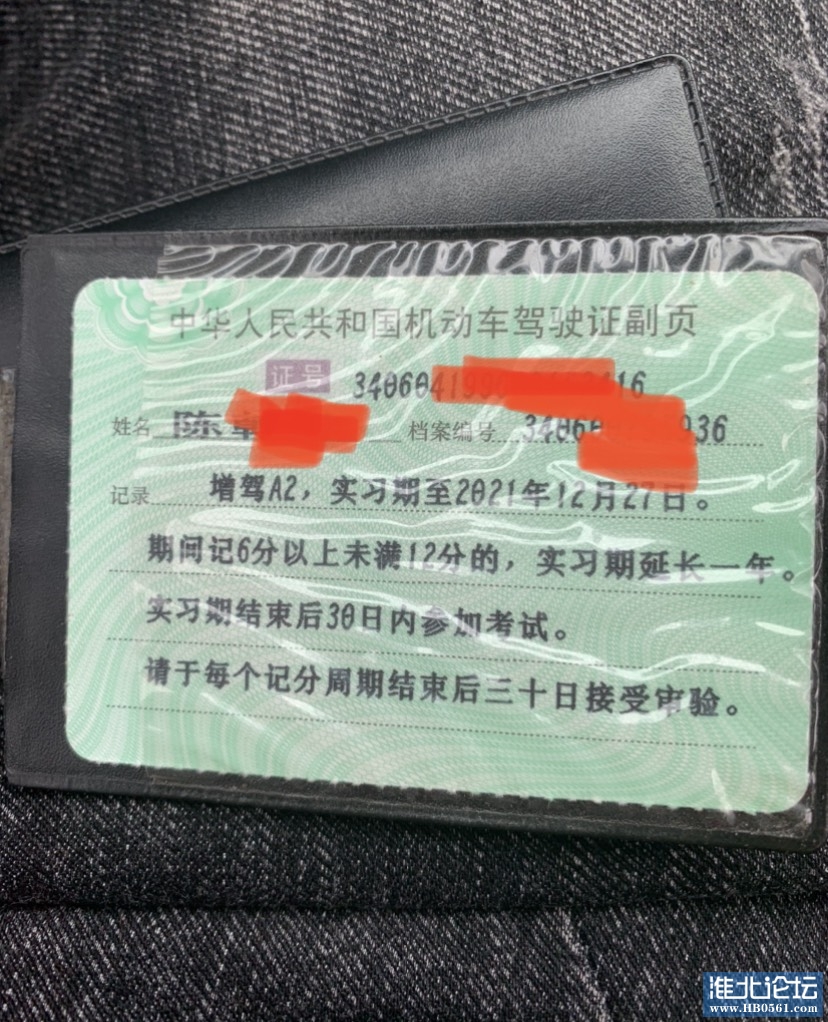 中华人民共和国机动车驾驶证副页
证号 340604199 16
姓名 陈 档案编号 3406 936
记录 增驾A2，实习期至2021年12月27日。
期间记6分以上未满12分的，实习期延长一年。
实习期结束后30日内参加考试。
请于每个记分周期结束后三十日接受审验。
淮北论坛
www.HB0561.com